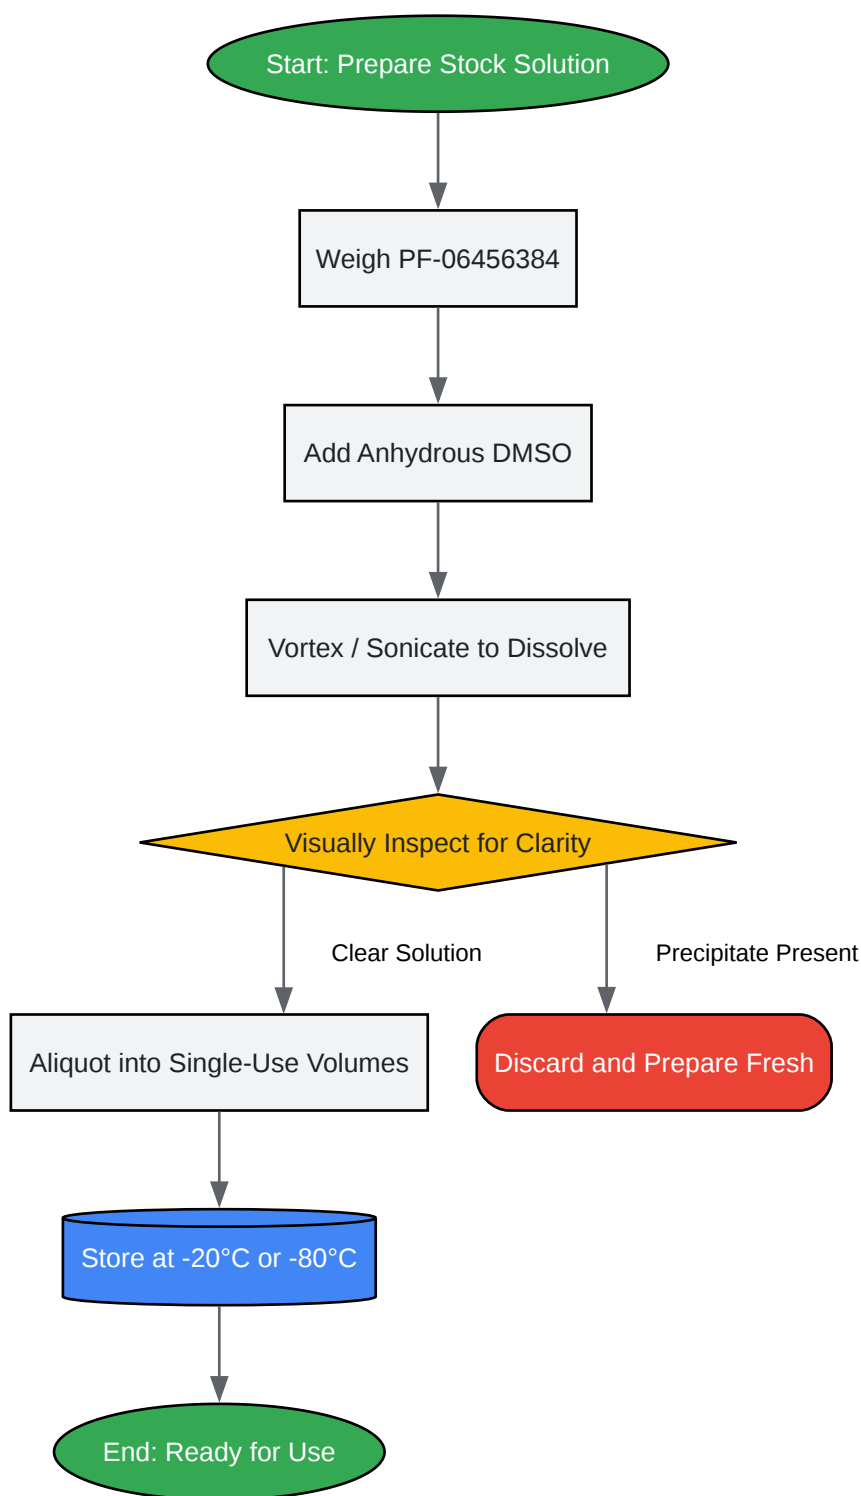 Start: Prepare Stock Solution
Weigh PF-06456384
Add Anhydrous DMSO
Vortex / Sonicate to Dissolve
Visually Inspect for Clarity
Clear Solution
Precipitate Present
Aliquot into Single-Use Volumes
Discard and Prepare Fresh
Store at -20°C or -80°C
End: Ready for Use